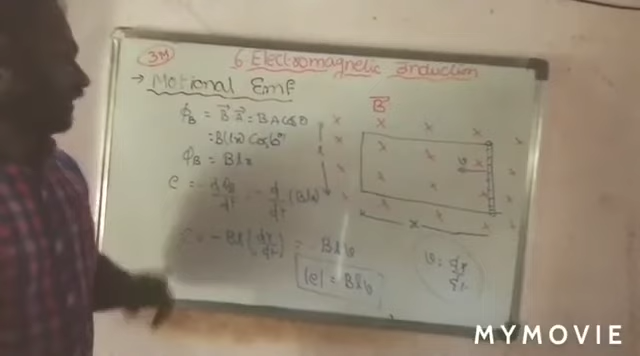 3M
6. Electromagnetic Induction
→ Motional Emf
B
ϕB = B.A = BA cos θ
= B(lx) Cos 0°
ϕB = Blx
e = -dϕB/dt = -d/dt (Blx)
e = -Bl(dx/dt) = Blv
|e| = Blv
v = dx/dt
l
x
v
MYMOVIE